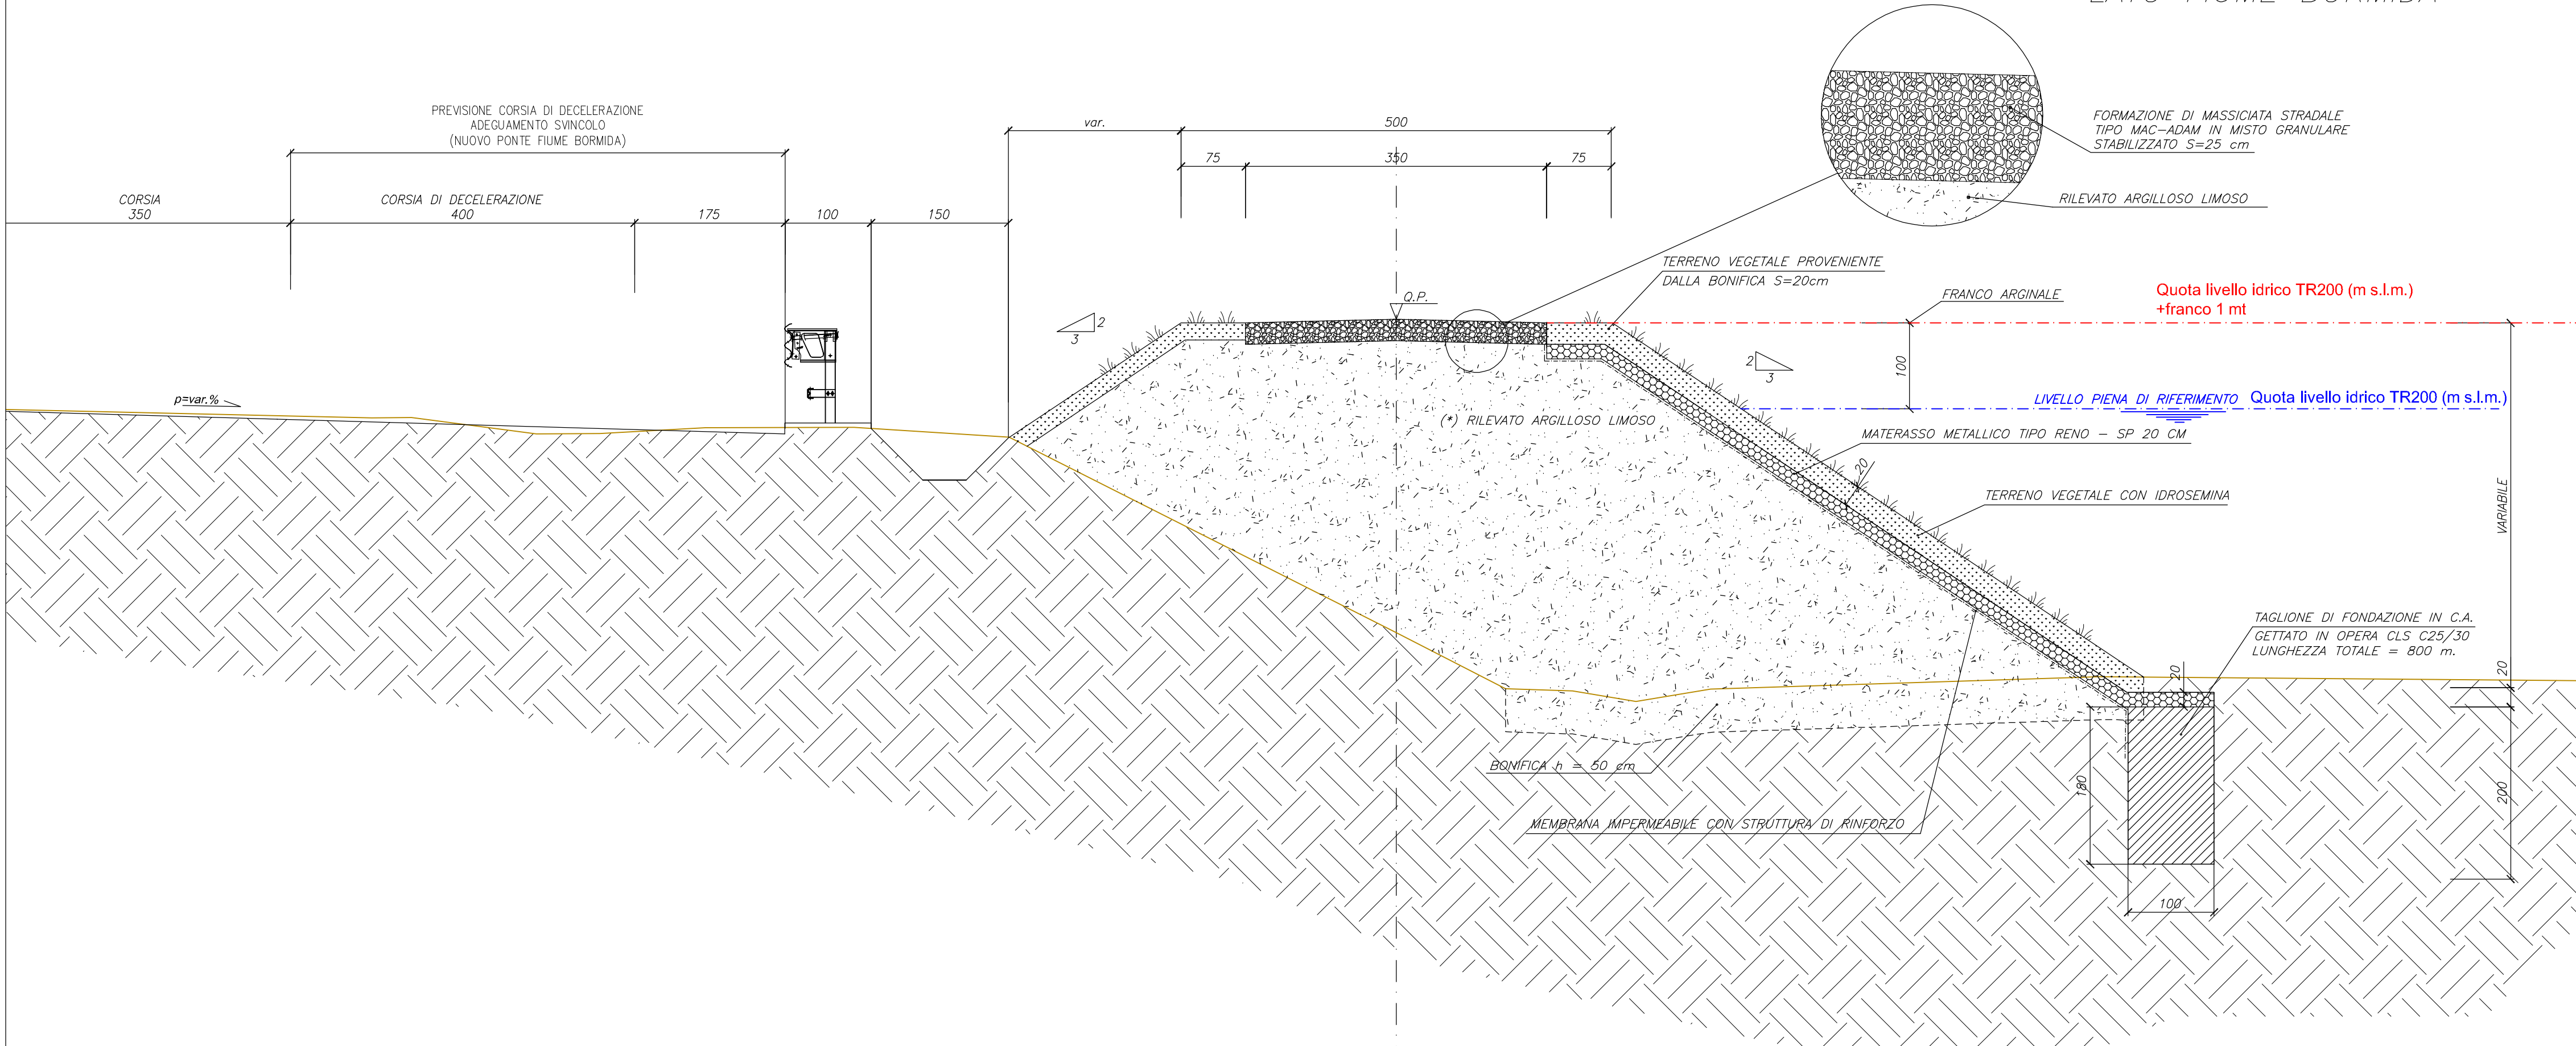 LATO FIUME BORMIDA
PREVISIONE CORSIA DI DECELERAZIONE
ADEGUAMENTO SVINCOLO
(NUOVO PONTE FIUME BORMIDA)
CORSIA
350
CORSIA DI DECELERAZIONE
400
175
100
150
var.
500
75
350
75
FORMAZIONE DI MASSICIATA STRADALE
TIPO MAC-ADAM IN MISTO GRANULARE
STABILIZZATO S=25 cm
RILEVATO ARGILLOSO LIMOSO
TERRENO VEGETALE PROVENIENTE
DALLA BONIFICA S=20cm
Q.P.
FRANCO ARGINALE
Quota livello idrico TR200 (m s.l.m.)
+franco 1 mt
2
3
2
3
100
p=var.%
LIVELLO PIENA DI RIFERIMENTO
Quota livello idrico TR200 (m s.l.m.)
(*) RILEVATO ARGILLOSO LIMOSO
MATERASSO METALLICO TIPO RENO - SP 20 CM
20
TERRENO VEGETALE CON IDROSEMINA
VARIABILE
TAGLIONE DI FONDAZIONE IN C.A.
GETTATO IN OPERA CLS C25/30
LUNGHEZZA TOTALE = 800 m.
20
20
BONIFICA h = 50 cm
180
200
MEMBRANA IMPERMEABILE CON STRUTTURA DI RINFORZO
100